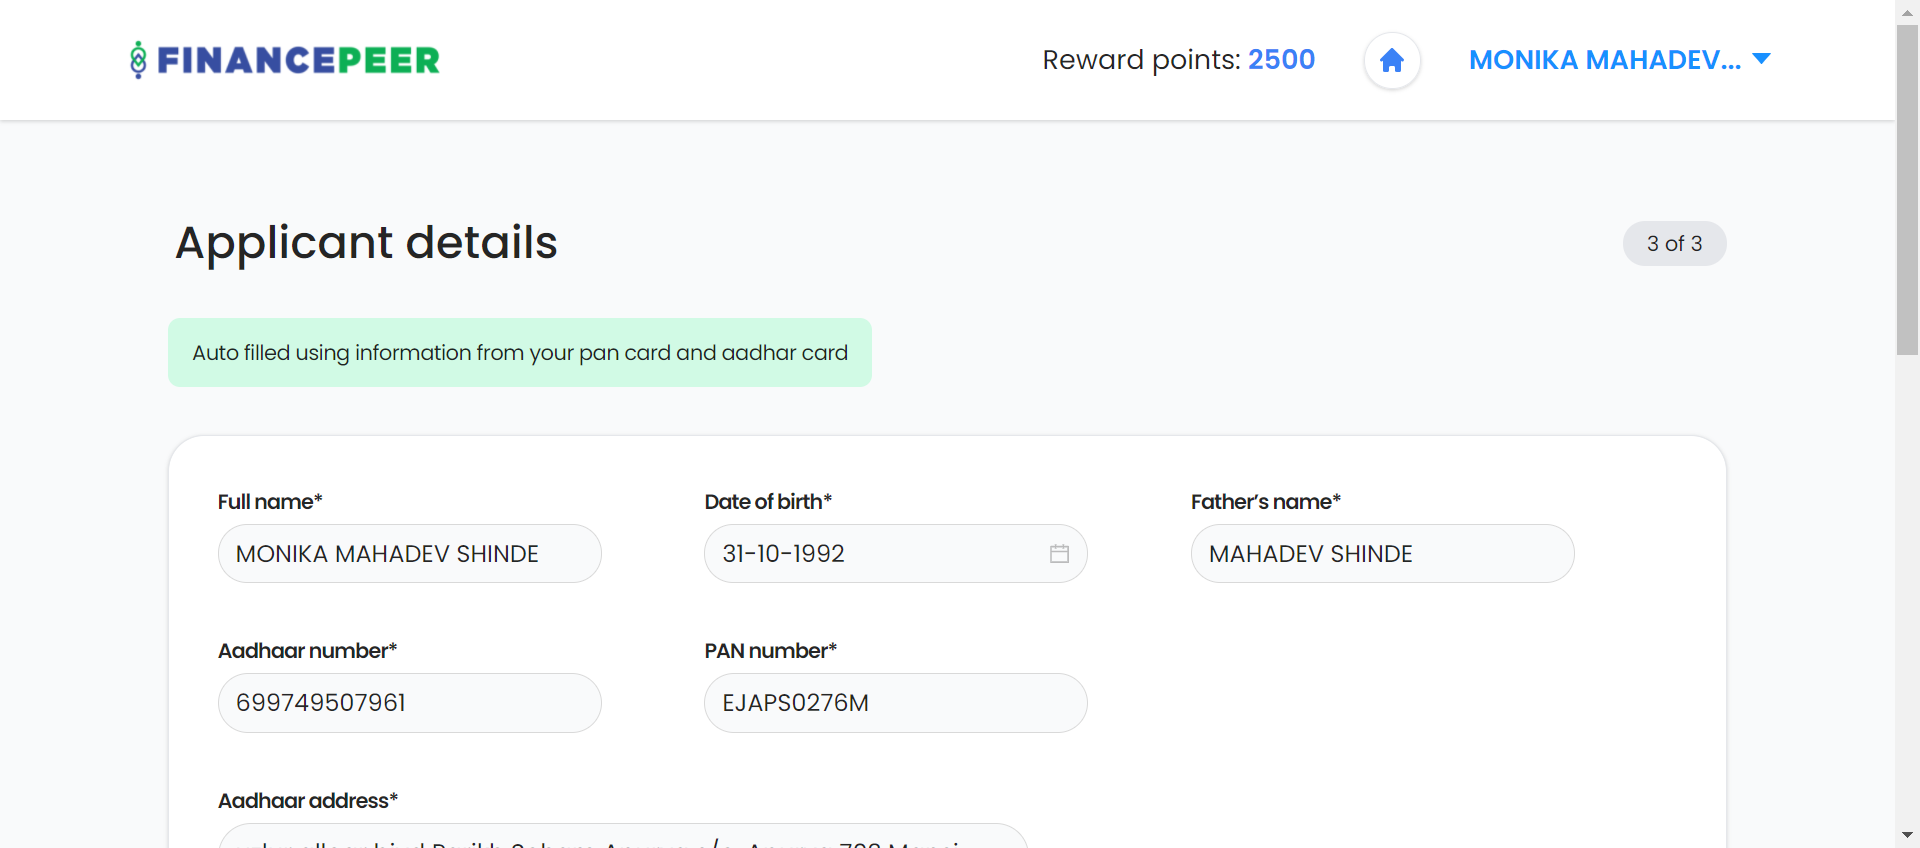 FINANCEPEER
Reward points: 2500
MONIKA MAHADEV...
Applicant details
3 of 3
Auto filled using information from your pan card and aadhar card
Full name*
Date of birth*
Father's name*
MONIKA MAHADEV SHINDE
31-10-1992
MAHADEV SHINDE
Aadhaar number*
PAN number*
699749507961
EJAPS0276M
Aadhaar address*